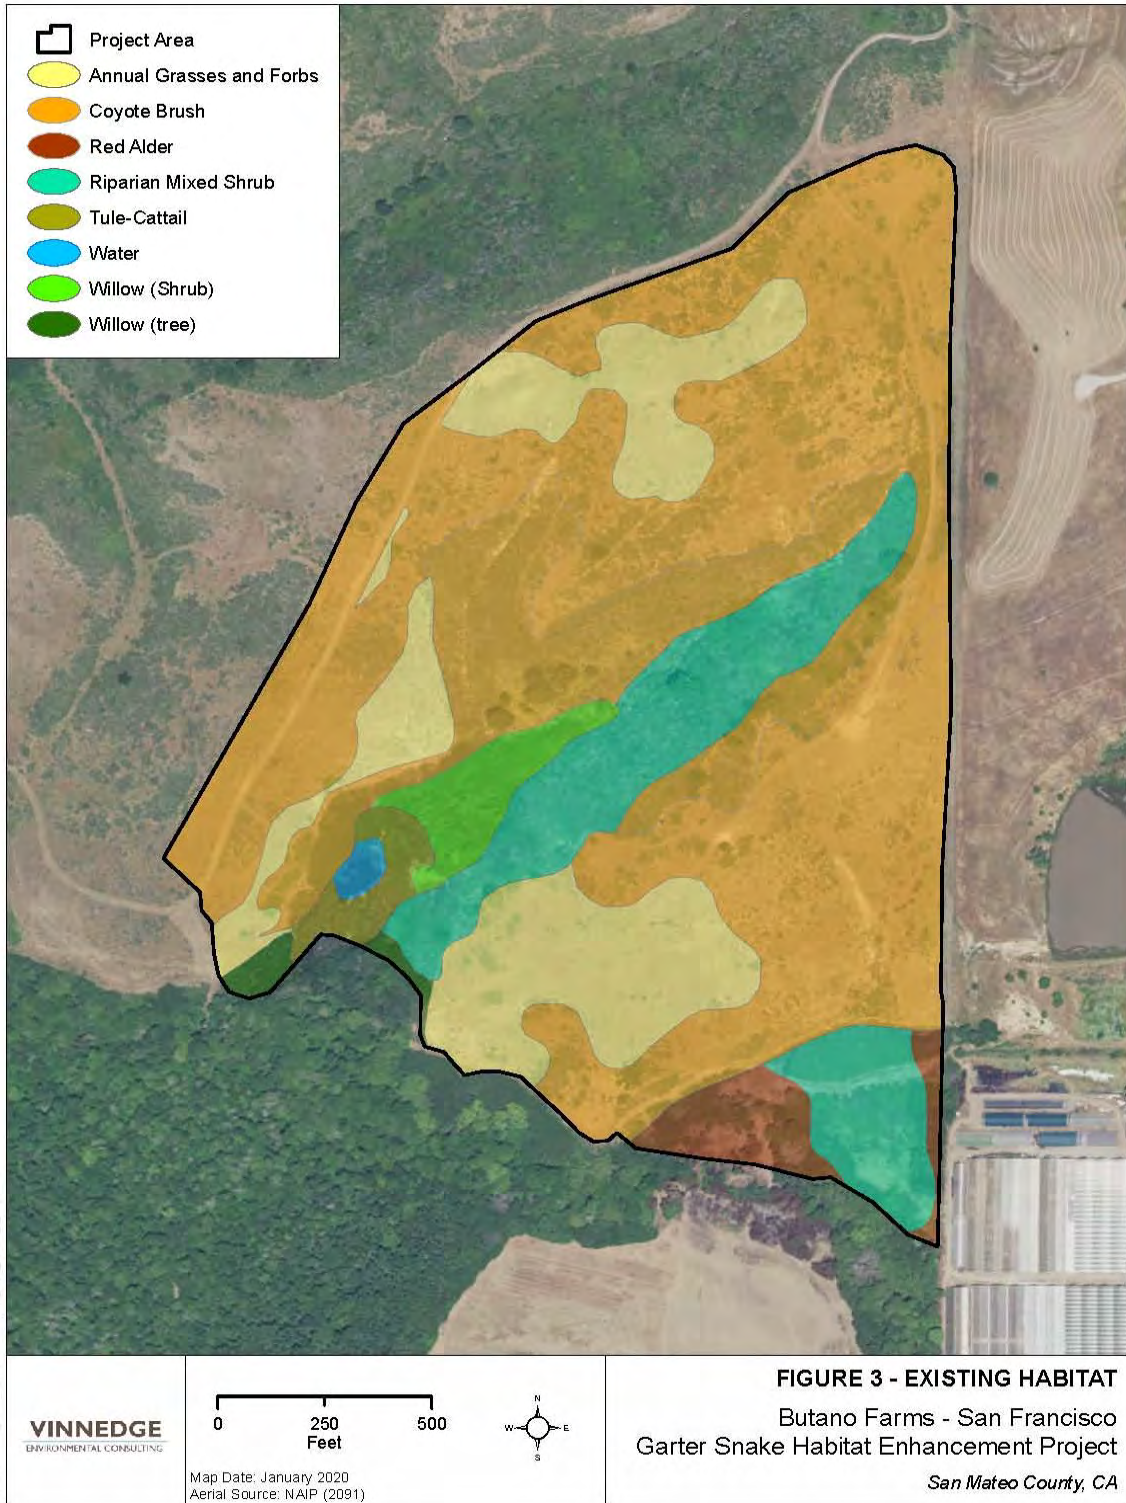 Project Area
Annual Grasses and Forbs
Coyote Brush
Red Alder
Riparian Mixed Shrub
Tule-Cattail
Water
Willow (Shrub)
Willow (tree)
VINNEDGE
ENVIRONMENTAL CONSULTING
0 250 500
Feet
Map Date: January 2020
Aerial Source: NAIP (2091)
N
W E
S
FIGURE 3 - EXISTING HABITAT
Butano Farms - San Francisco
Garter Snake Habitat Enhancement Project
San Mateo County, CA